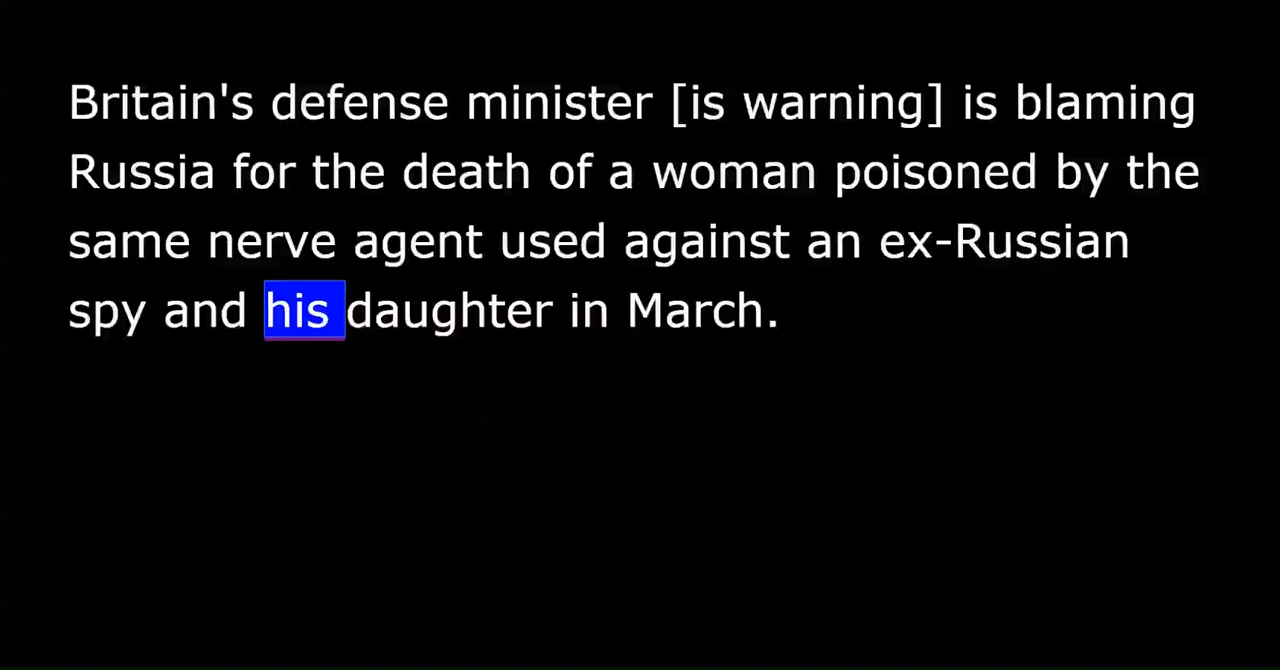 Britain's defense minister [is warning] is blaming
Russia for the death of a woman poisoned by the
same nerve agent used against an ex-Russian
spy and his daughter in March.